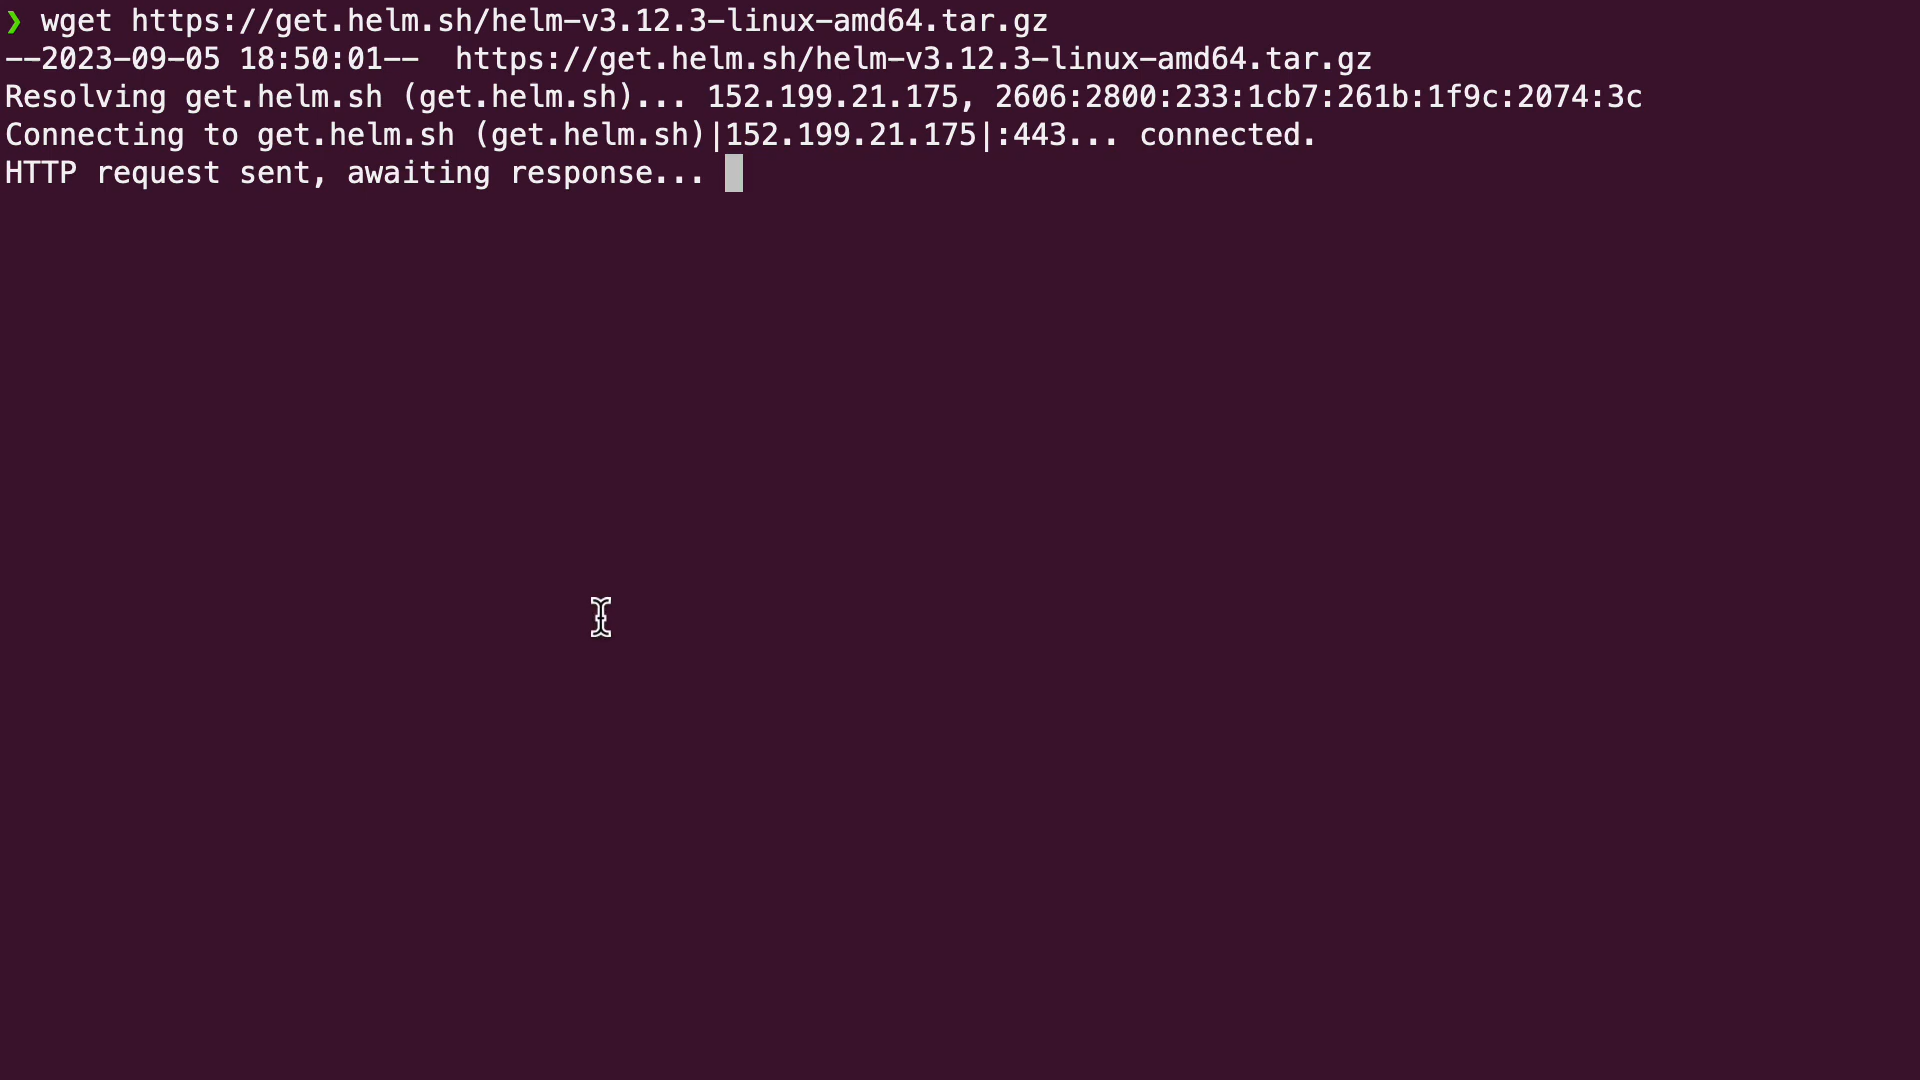 ❯ wget https://get.helm.sh/helm-v3.12.3-linux-amd64.tar.gz
--2023-09-05 18:50:01--  https://get.helm.sh/helm-v3.12.3-linux-amd64.tar.gz
Resolving get.helm.sh (get.helm.sh)... 152.199.21.175, 2606:2800:233:1cb7:261b:1f9c:2074:3c
Connecting to get.helm.sh (get.helm.sh)|152.199.21.175|:443... connected.
HTTP request sent, awaiting response...